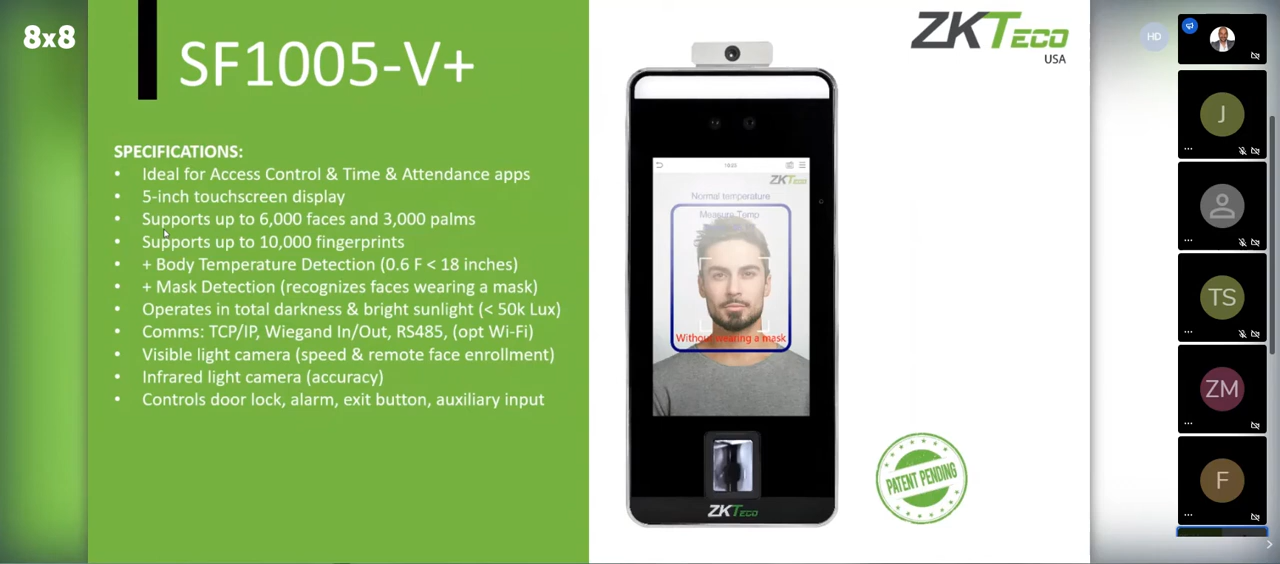 8x8
SF1005-V+
SPECIFICATIONS:
• Ideal for Access Control & Time & Attendance apps
• 5-inch touchscreen display
• Supports up to 6,000 faces and 3,000 palms
• Supports up to 10,000 fingerprints
• + Body Temperature Detection (0.6 F < 18 inches)
• + Mask Detection (recognizes faces wearing a mask)
• Operates in total darkness & bright sunlight (< 50k Lux)
• Comms: TCP/IP, Wiegand In/Out, RS485, (opt Wi-Fi)
• Visible light camera (speed & remote face enrollment)
• Infrared light camera (accuracy)
• Controls door lock, alarm, exit button, auxiliary input
ZKTECO
Normal temperature
Measure Temp
Without wearing a mask
ZKTECO
ZKTECO
USA
PATENT PENDING
HD
J
TS
ZM
F